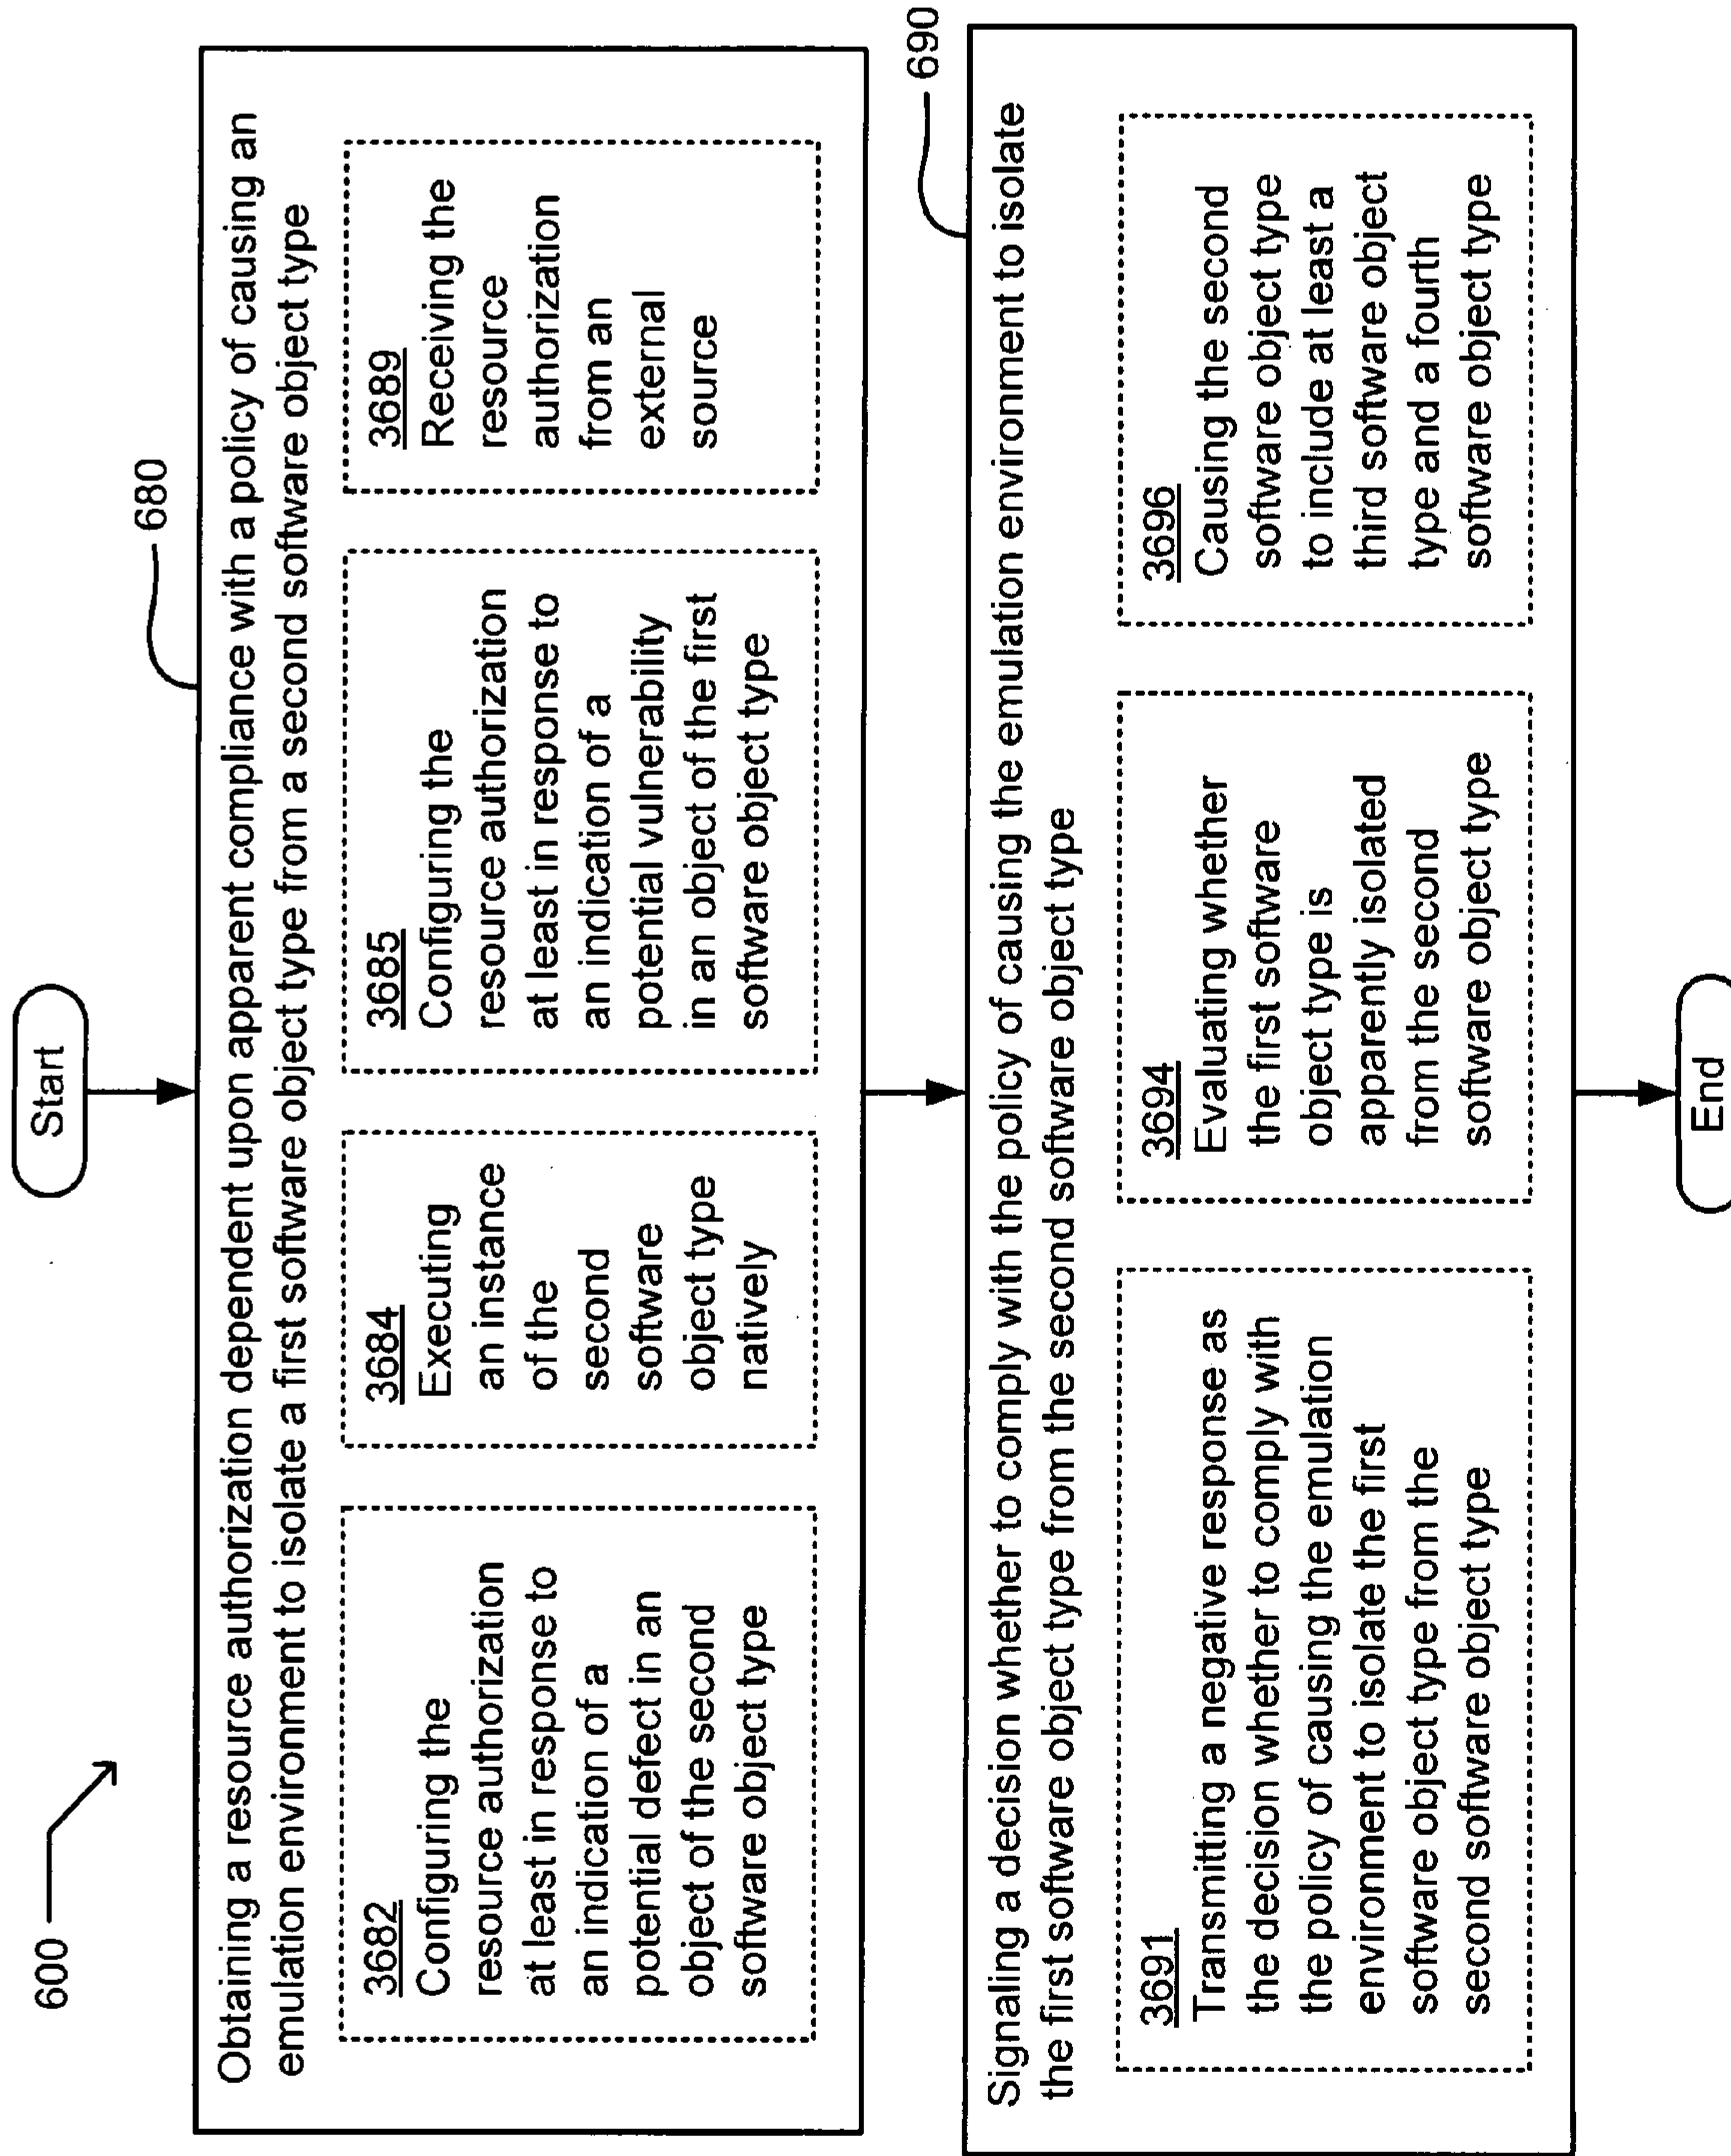 600
Start
680
Obtaining a resource authorization dependent upon apparent compliance with a policy of causing an
emulation environment to isolate a first software object type from a second software object type
3682
Configuring the
resource authorization
at least in response to
an indication of a
potential defect in an
object of the second
software object type
3684
Executing
an instance
of the
second
software
object type
natively
3685
Configuring the
resource authorization
at least in response to
an indication of a
potential vulnerability
in an object of the first
software object type
3689
Receiving the
resource
authorization
from an
external
source
690
Signaling a decision whether to comply with the policy of causing the emulation environment to isolate
the first software object type from the second software object type
3691
Transmitting a negative response as
the decision whether to comply with
the policy of causing the emulation
environment to isolate the first
software object type from the
second software object type
3694
Evaluating whether
the first software
object type is
apparently isolated
from the second
software object type
3696
Causing the second
software object type
to include at least a
third software object
type and a fourth
software object type
End